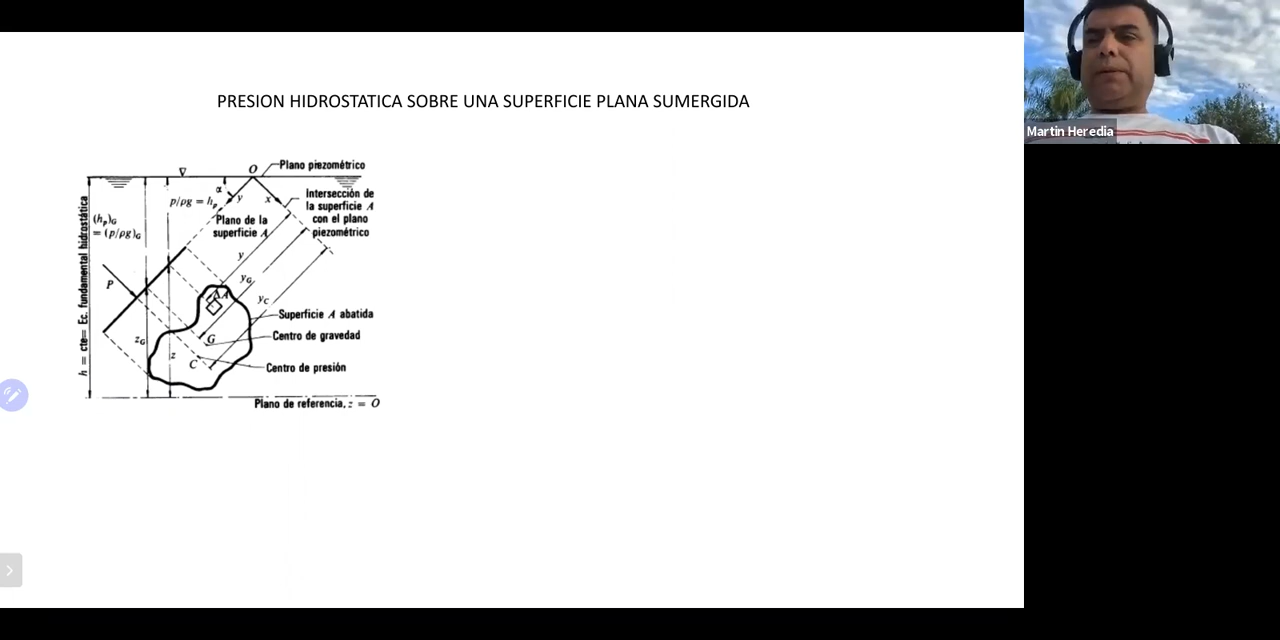 PRESION HIDROSTATICA SOBRE UNA SUPERFICIE PLANA SUMERGIDA
Martin Heredia
O
Plano piezométrico
∇
α
p/ρg = hₚ
y
x
Intersección de
la superficie A
con el plano
piezométrico
(hₚ)G
= (p/ρg)G
Plano de la
superficie A
h = cte= Ec. fundamental hidrostática
y
P
yG
yC
ΔA
Superficie A abatida
zG
G
Centro de gravedad
z
C
Centro de presión
Plano de referencia, z = O